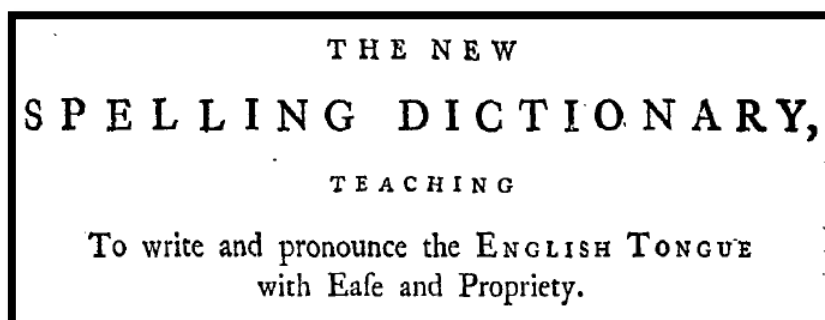 THE NEW
SPELLING DICTIONARY,
TEACHING
To write and pronounce the ENGLISH TONGUE
with Eaſe and Propriety.